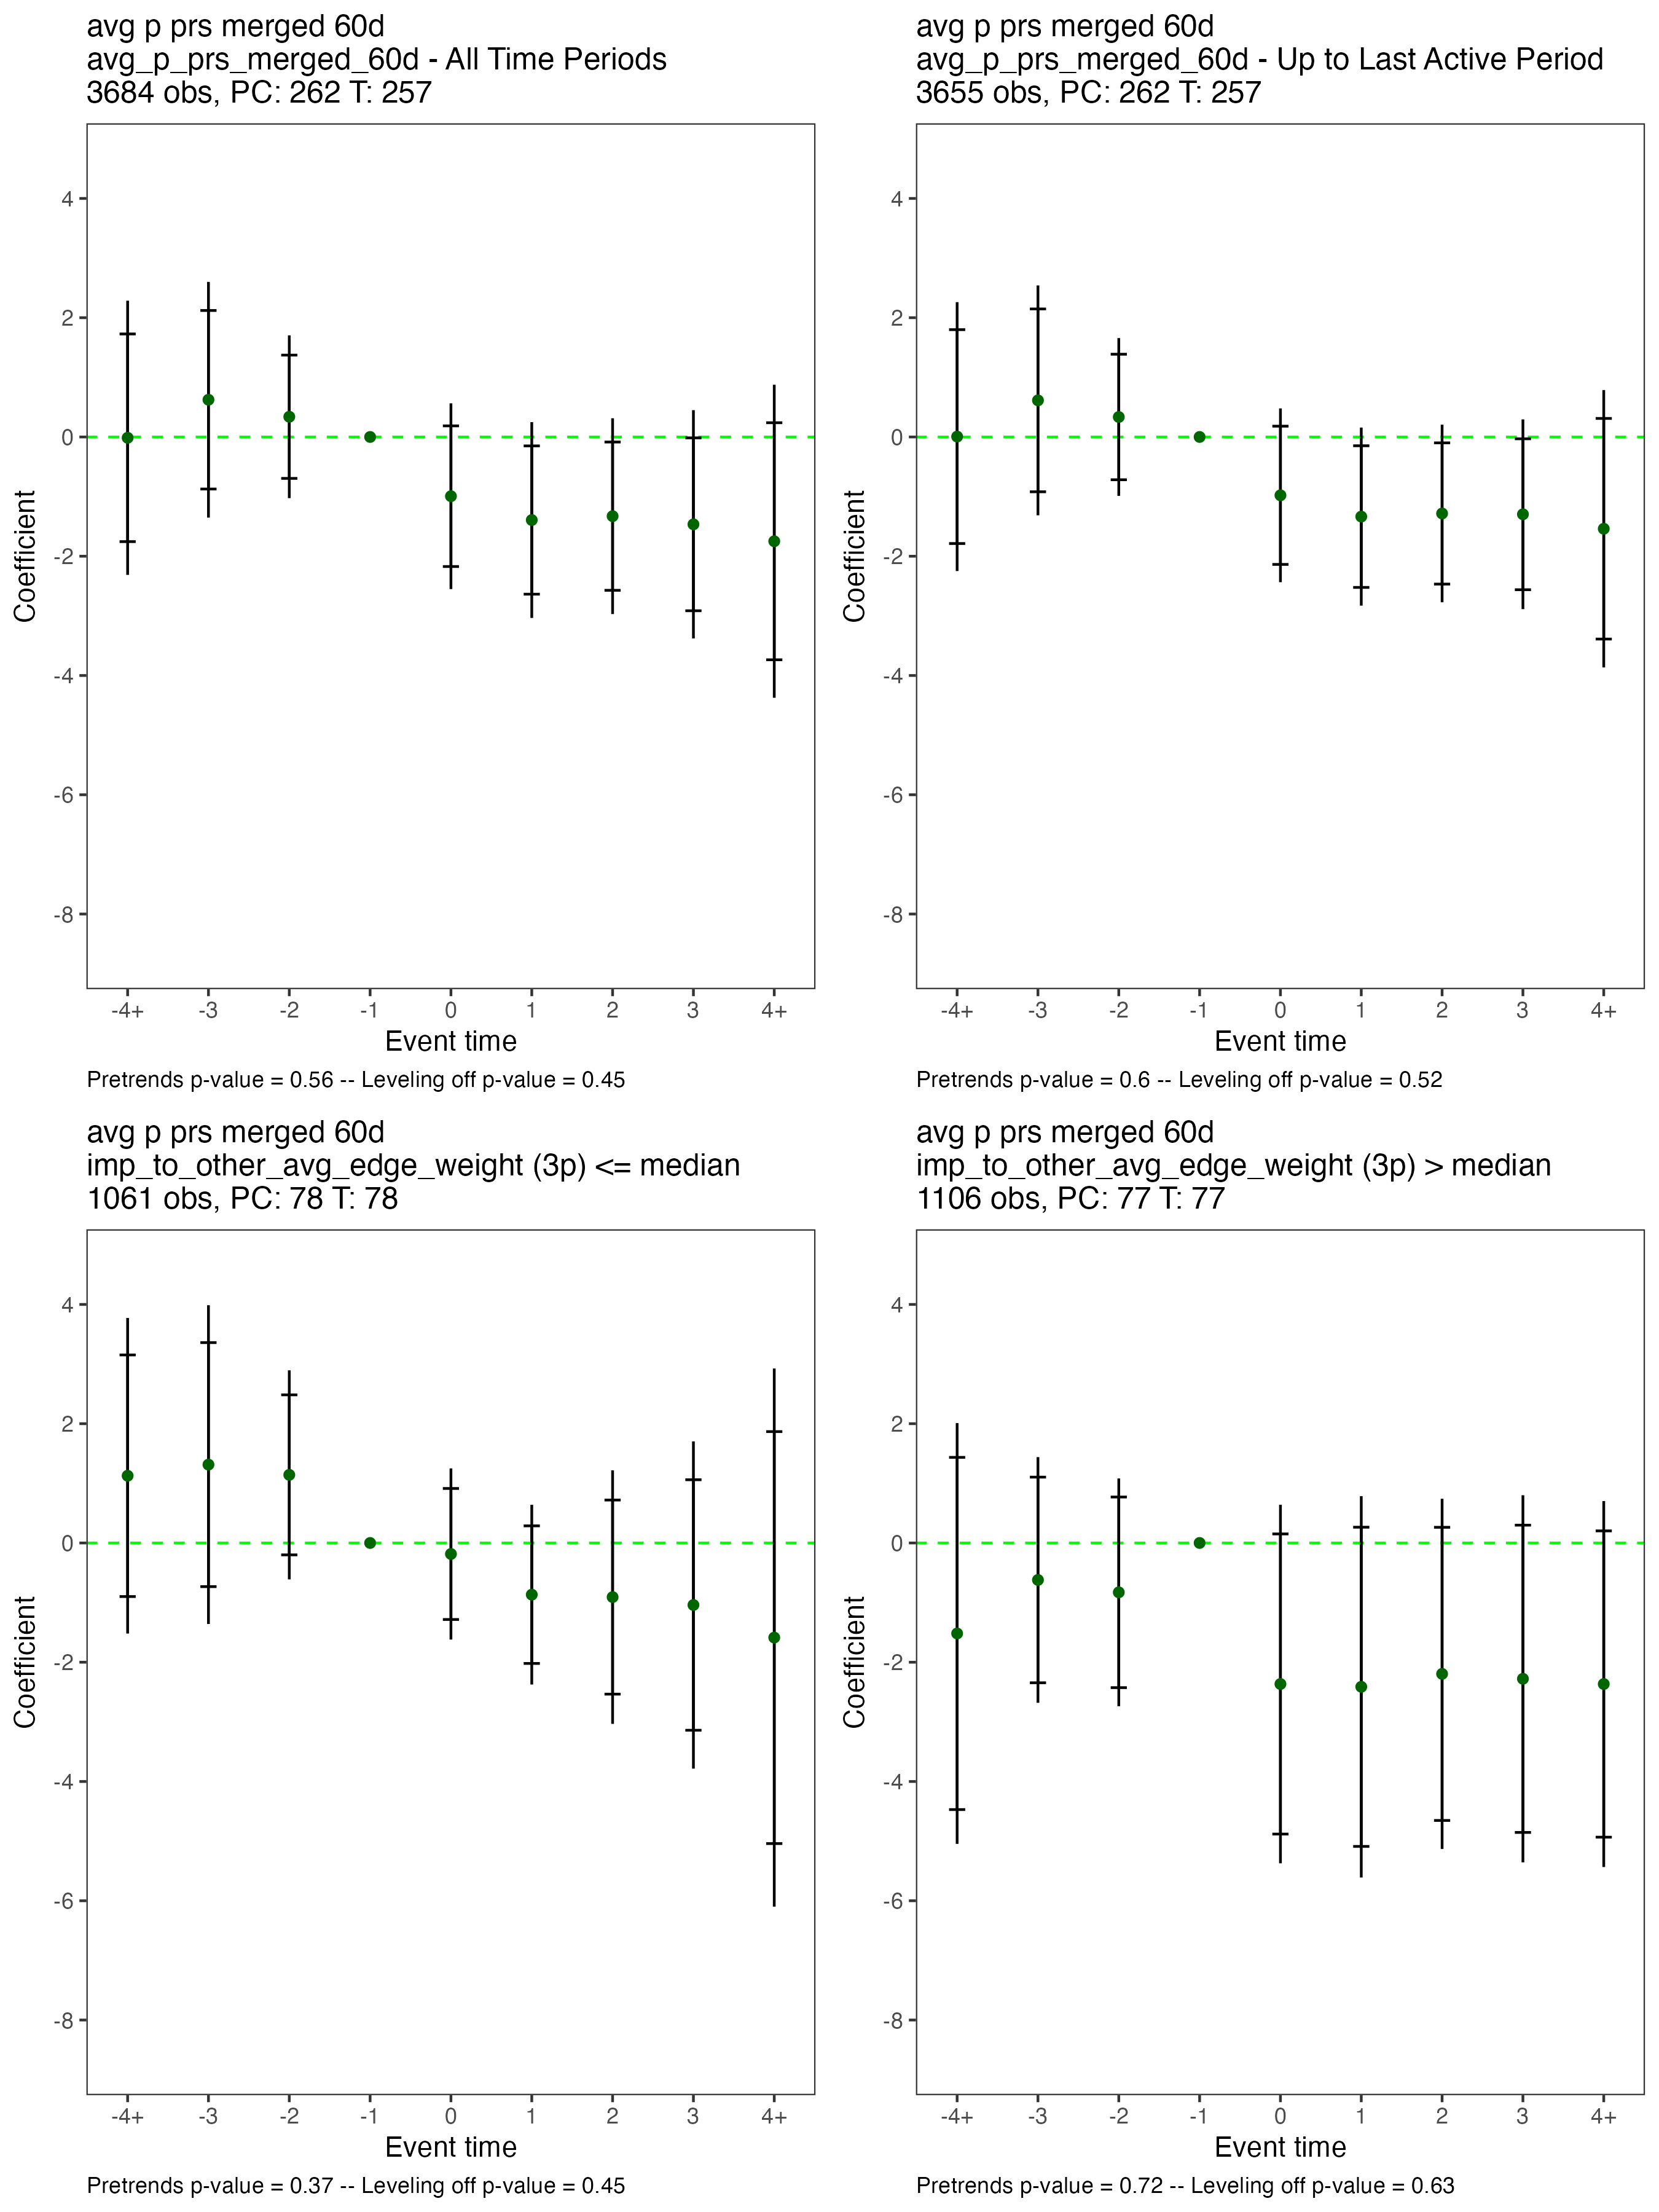 avg p prs merged 60d
avg_p_prs_merged_60d - All Time Periods
3684 obs, PC: 262 T: 257
4
2
0
-2
-4
-6
-8
Coefficient
-4+ -3 -2 -1 0 1 2 3 4+
Event time
Pretrends p-value = 0.56 -- Leveling off p-value = 0.45
avg p prs merged 60d
avg_p_prs_merged_60d - Up to Last Active Period
3655 obs, PC: 262 T: 257
4
2
0
-2
-4
-6
-8
Coefficient
-4+ -3 -2 -1 0 1 2 3 4+
Event time
Pretrends p-value = 0.6 -- Leveling off p-value = 0.52
avg p prs merged 60d
imp_to_other_avg_edge_weight (3p) <= median
1061 obs, PC: 78 T: 78
4
2
0
-2
-4
-6
-8
Coefficient
-4+ -3 -2 -1 0 1 2 3 4+
Event time
Pretrends p-value = 0.37 -- Leveling off p-value = 0.45
avg p prs merged 60d
imp_to_other_avg_edge_weight (3p) > median
1106 obs, PC: 77 T: 77
4
2
0
-2
-4
-6
-8
Coefficient
-4+ -3 -2 -1 0 1 2 3 4+
Event time
Pretrends p-value = 0.72 -- Leveling off p-value = 0.63